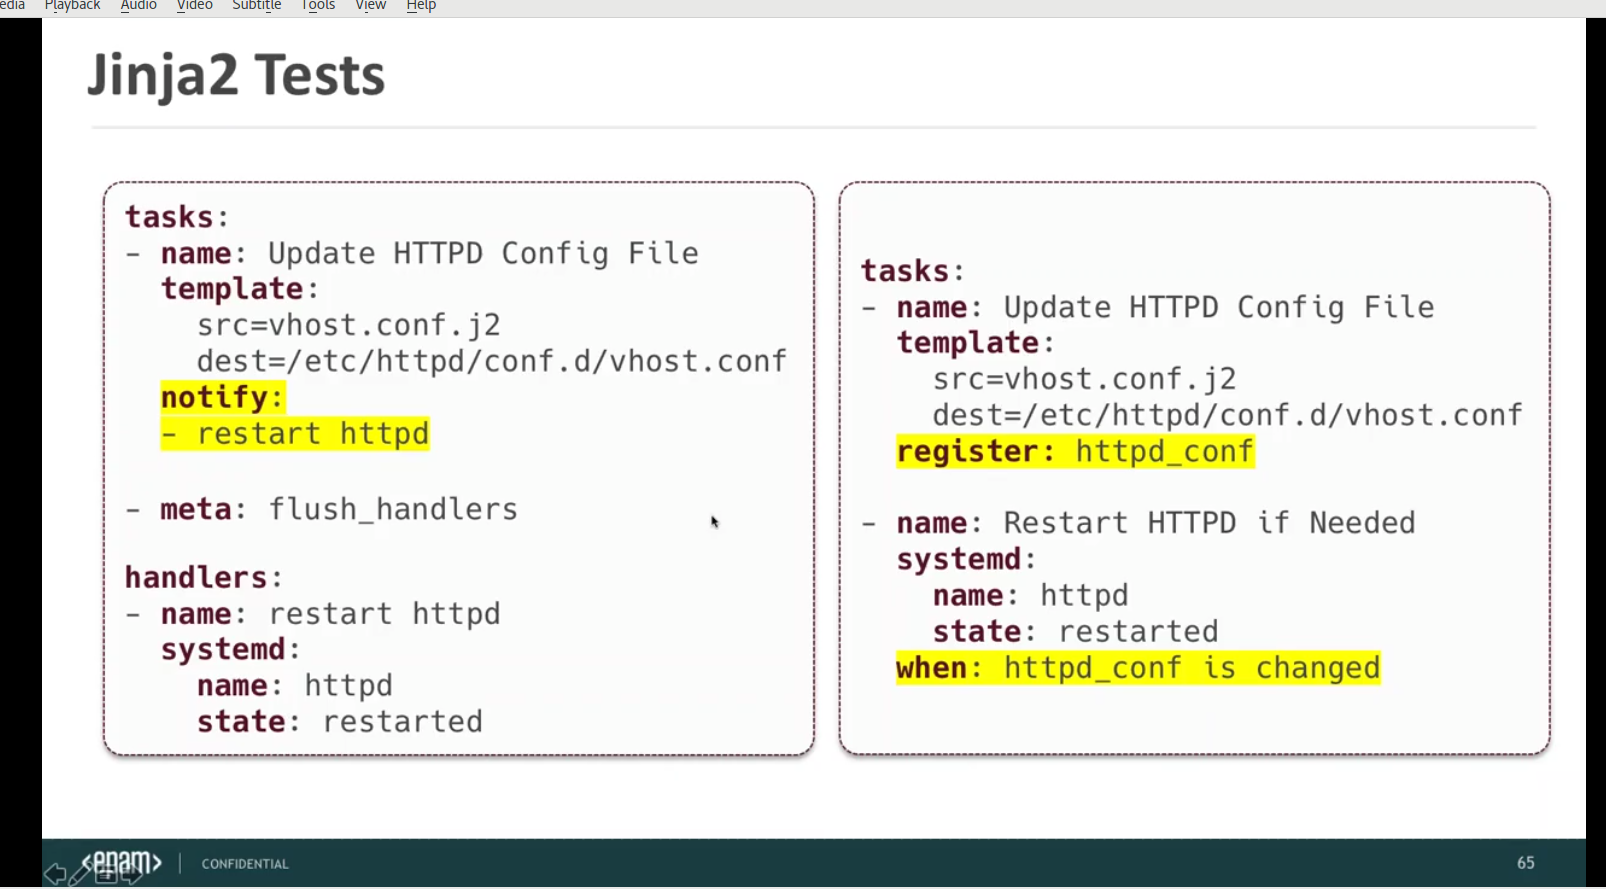 edia Playback Audio Video Subtitle Tools View Help
Jinja2 Tests
tasks:
- name: Update HTTPD Config File
template:
src=vhost.conf.j2
dest=/etc/httpd/conf.d/vhost.conf
notify:
- restart httpd
- meta: flush_handlers
handlers:
- name: restart httpd
systemd:
name: httpd
state: restarted
tasks:
- name: Update HTTPD Config File
template:
src=vhost.conf.j2
dest=/etc/httpd/conf.d/vhost.conf
register: httpd_conf
- name: Restart HTTPD if Needed
systemd:
name: httpd
state: restarted
when: httpd_conf is changed
<epam> | CONFIDENTIAL
65